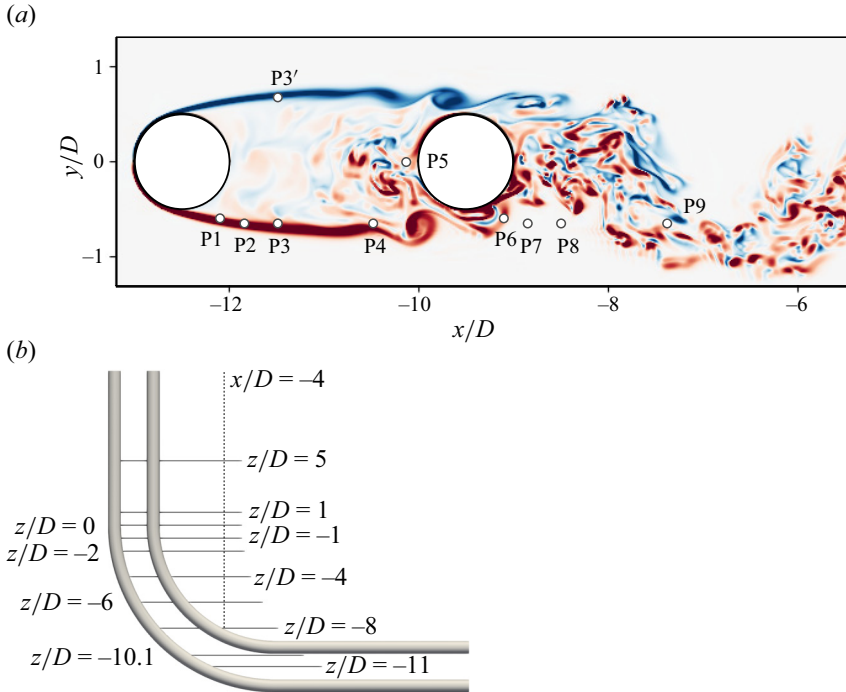 (a)
1
0
–1
y/D
P3′
P5
P1
P2
P3
P4
P6
P7
P8
P9
–12
–10
–8
–6
x/D
(b)
x/D = –4
z/D = 5
z/D = 1
z/D = 0
z/D = –1
z/D = –2
z/D = –4
z/D = –6
z/D = –8
z/D = –10.1
z/D = –11